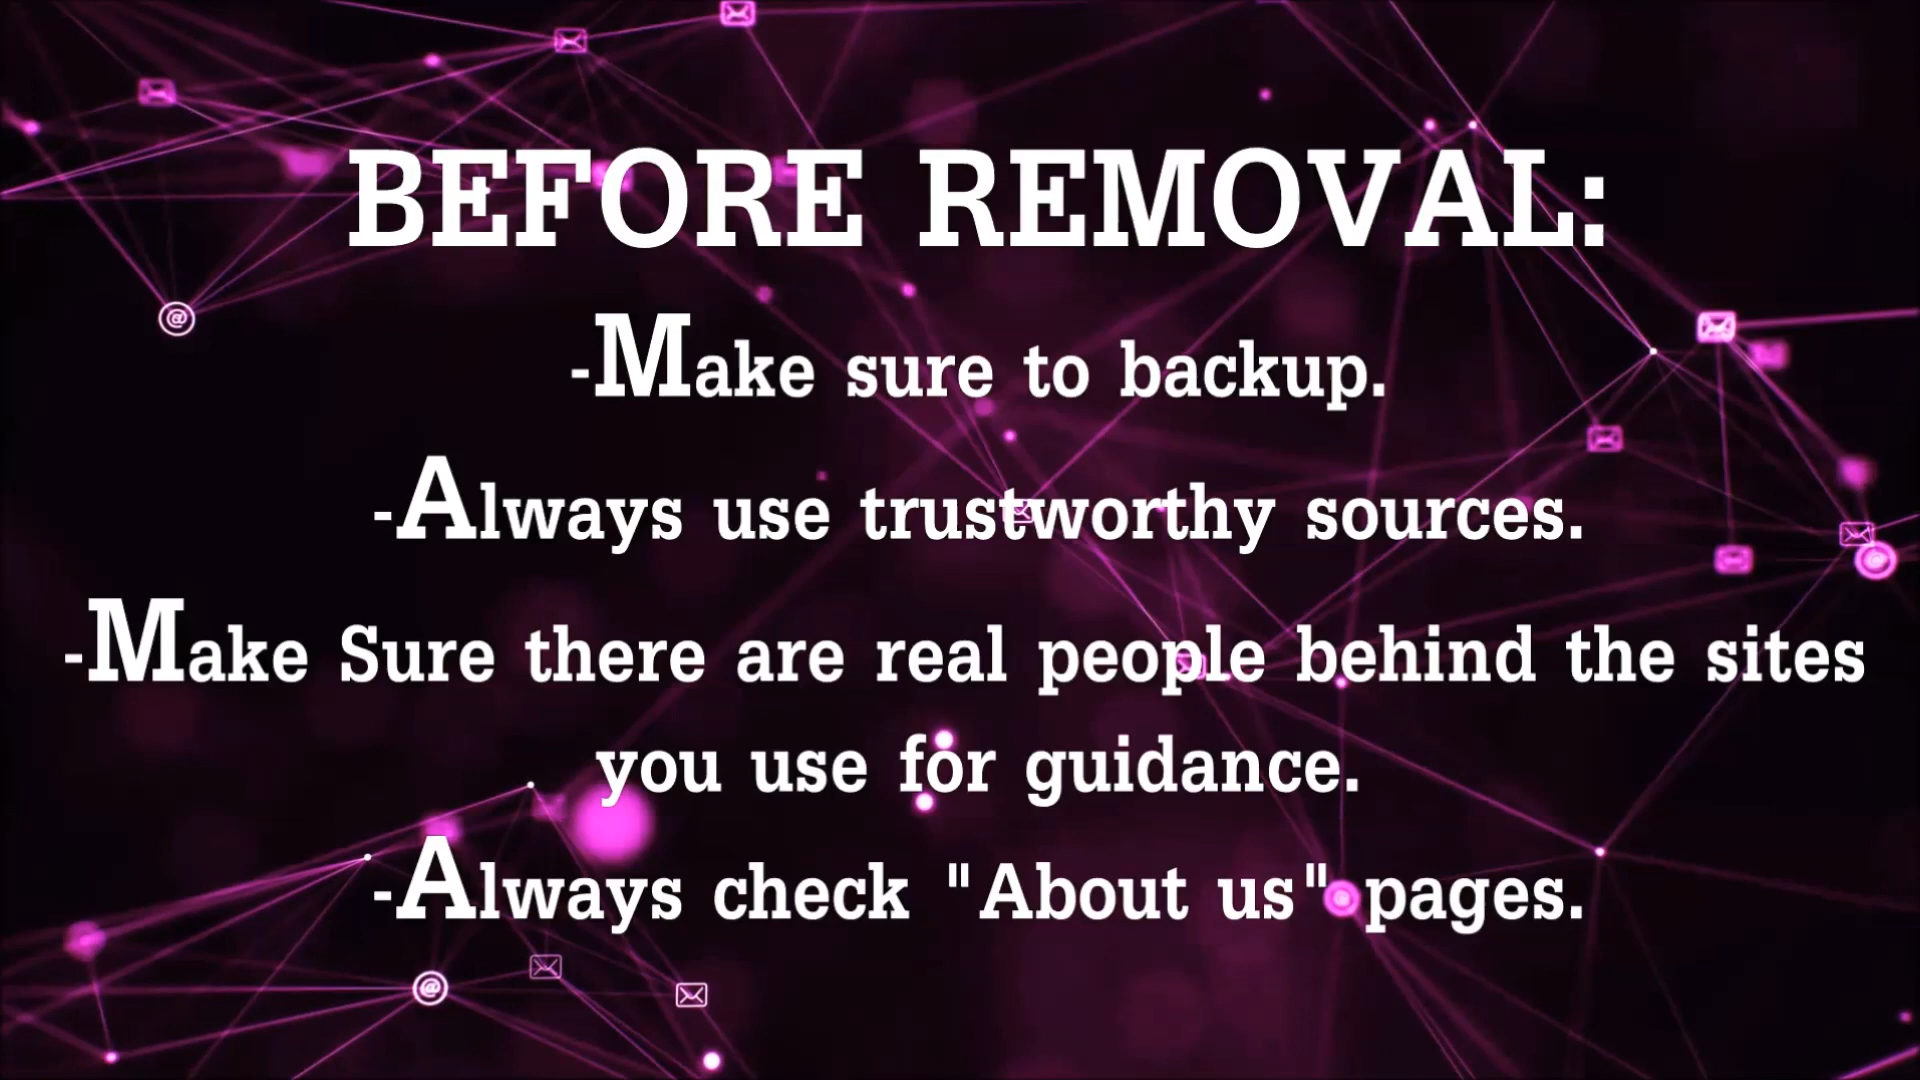 BEFORE REMOVAL:
-Make sure to backup.
-Always use trustworthy sources.
-Make Sure there are real people behind the sites
you use for guidance.
-Always check "About us" pages.